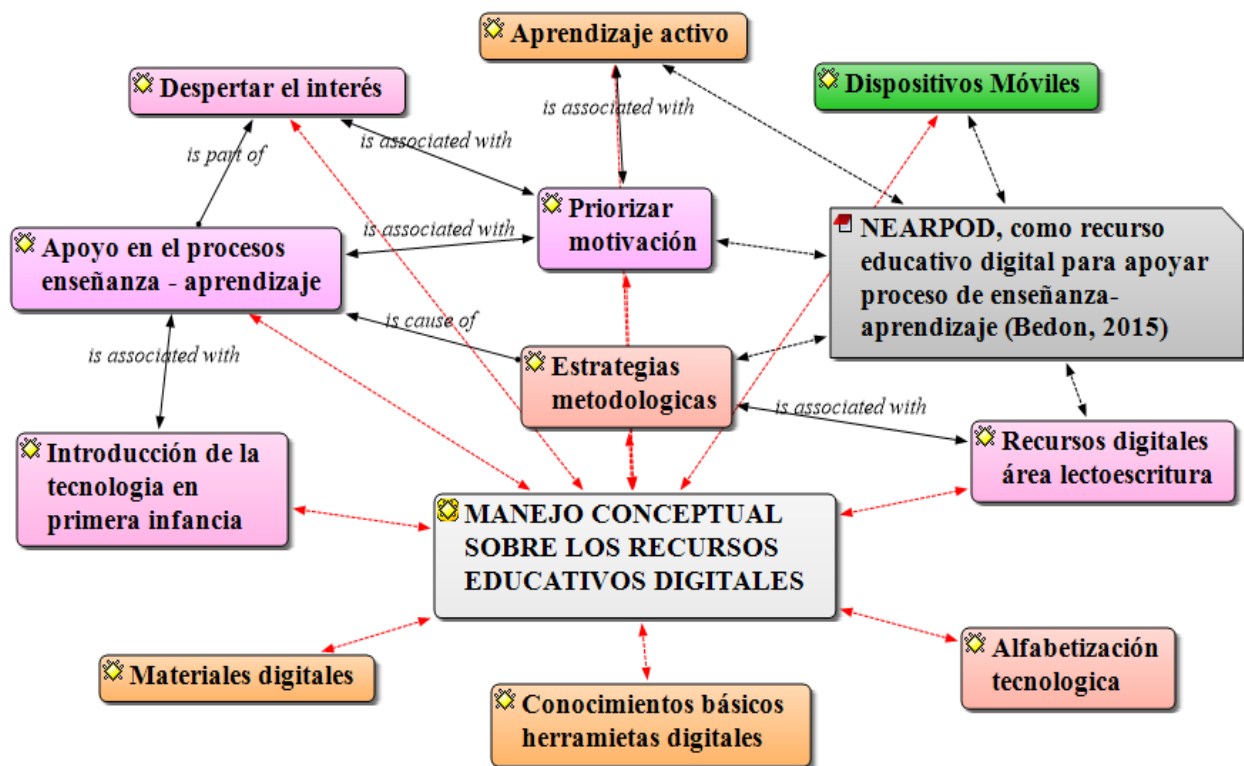 Aprendizaje activo
Despertar el interés
Dispositivos Móviles
is associated with
is associated with
is part of
Priorizar
motivación
NEARPOD, como recurso
educativo digital para apoyar
proceso de enseñanza-
aprendizaje (Bedon, 2015)
Apoyo en el procesos
enseñanza - aprendizaje
is associated with
is cause of
is associated with
Estrategias
metodologicas
is associated with
Introducción de la
tecnologia en
primera infancia
Recursos digitales
área lectoescritura
MANEJO CONCEPTUAL
SOBRE LOS RECURSOS
EDUCATIVOS DIGITALES
Materiales digitales
Conocimientos básicos
herramietas digitales
Alfabetización
tecnologica